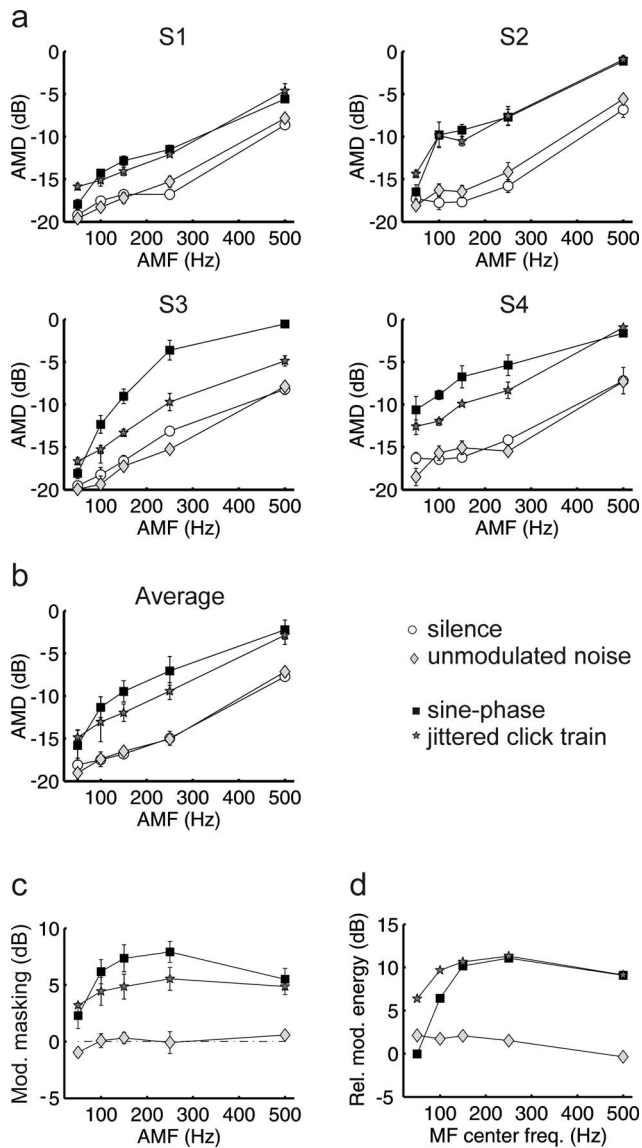 a
S1
S2
0
-5
-10
-15
-20
AMD (dB)
100 200 300 400 500
AMF (Hz)
0
-5
-10
-15
-20
AMD (dB)
100 200 300 400 500
AMF (Hz)
S3
S4
0
-5
-10
-15
-20
AMD (dB)
100 200 300 400 500
AMF (Hz)
0
-5
-10
-15
-20
AMD (dB)
100 200 300 400 500
AMF (Hz)
b
Average
0
-5
-10
-15
-20
AMD (dB)
100 200 300 400 500
AMF (Hz)
silence
unmodulated noise
sine-phase
jittered click train
c
10
5
0
-5
Mod. masking (dB)
100 200 300 400 500
AMF (Hz)
d
15
10
5
0
-5
Rel. mod. energy (dB)
100 200 300 400 500
MF center freq. (Hz)